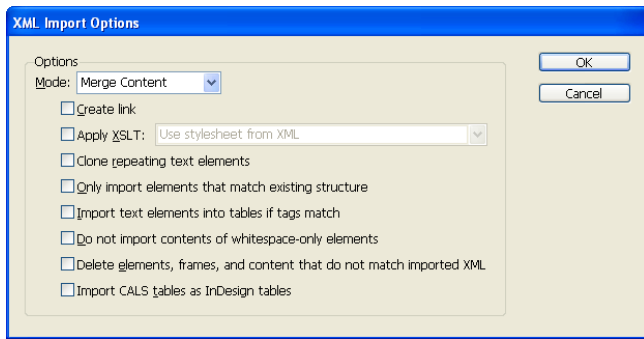 XML Import Options
Options
Mode: Merge Content
Create link
Apply XSLT: Use stylesheet from XML
Clone repeating text elements
Only import elements that match existing structure
Import text elements into tables if tags match
Do not import contents of whitespace-only elements
Delete elements, frames, and content that do not match imported XML
Import CALS tables as InDesign tables
OK
Cancel